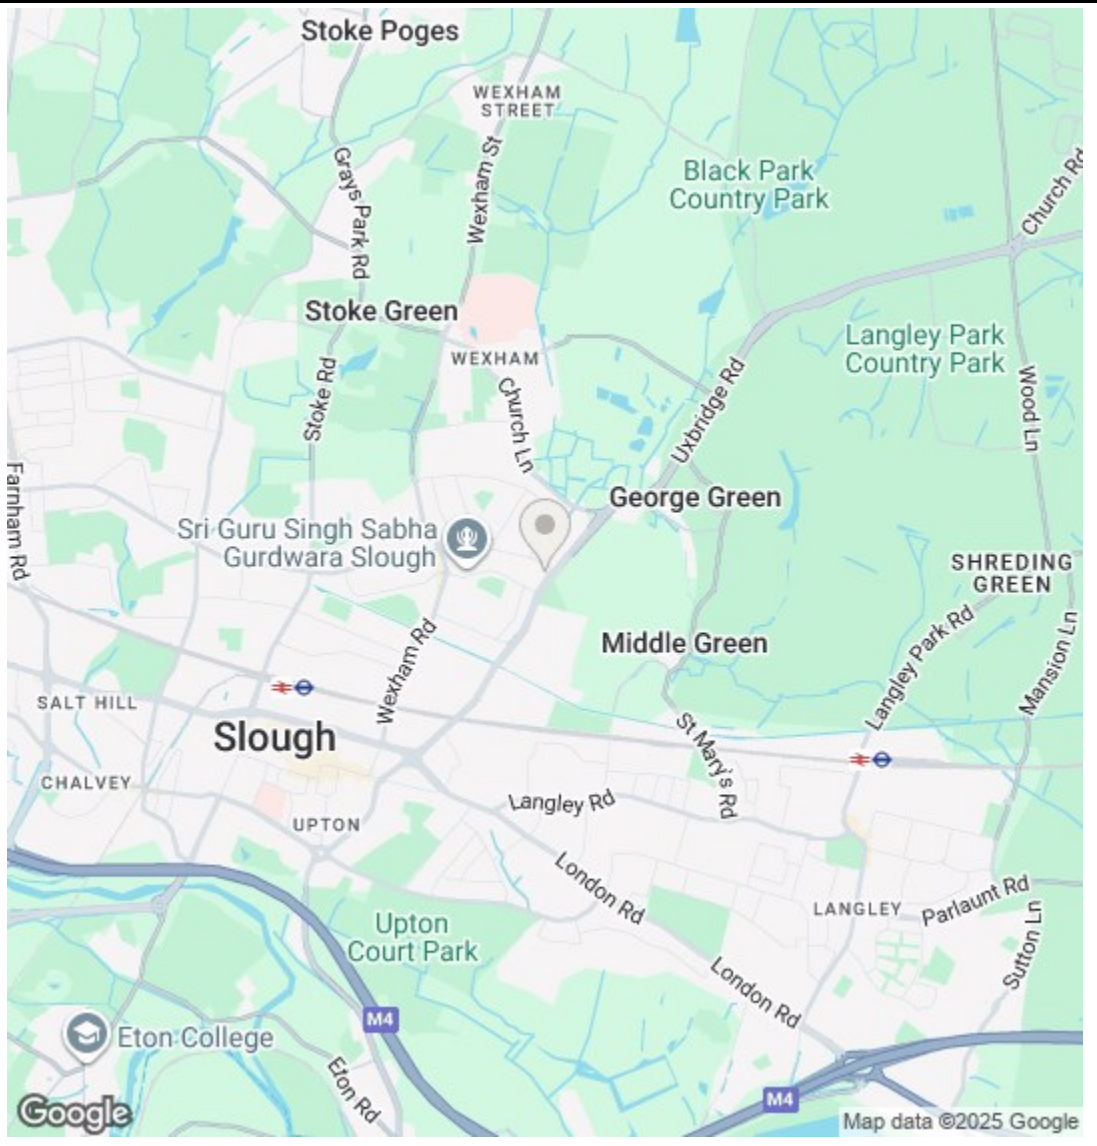 Stoke Poges
WEXHAM
STREET
Wexham St
Grays Park Rd
Black Park
Country Park
Church Rd
Stoke Green
WEXHAM
Langley Park
Country Park
Stoke Rd
Church Ln
Uxbridge Rd
Wood Ln
Farnham Rd
George Green
Sri Guru Singh Sabha
Gurdwara Slough
SHREDING
GREEN
Middle Green
Wexham Rd
Langley Park Rd
Mansion Ln
SALT HILL
Slough
St Mary's Rd
CHALVEY
Langley Rd
UPTON
London Rd
Parlaunt Rd
LANGLEY
Upton
Court Park
Sutton Ln
London Rd
M4
Eton College
Eton Rd
M4
Google
Map data ©2025 Google